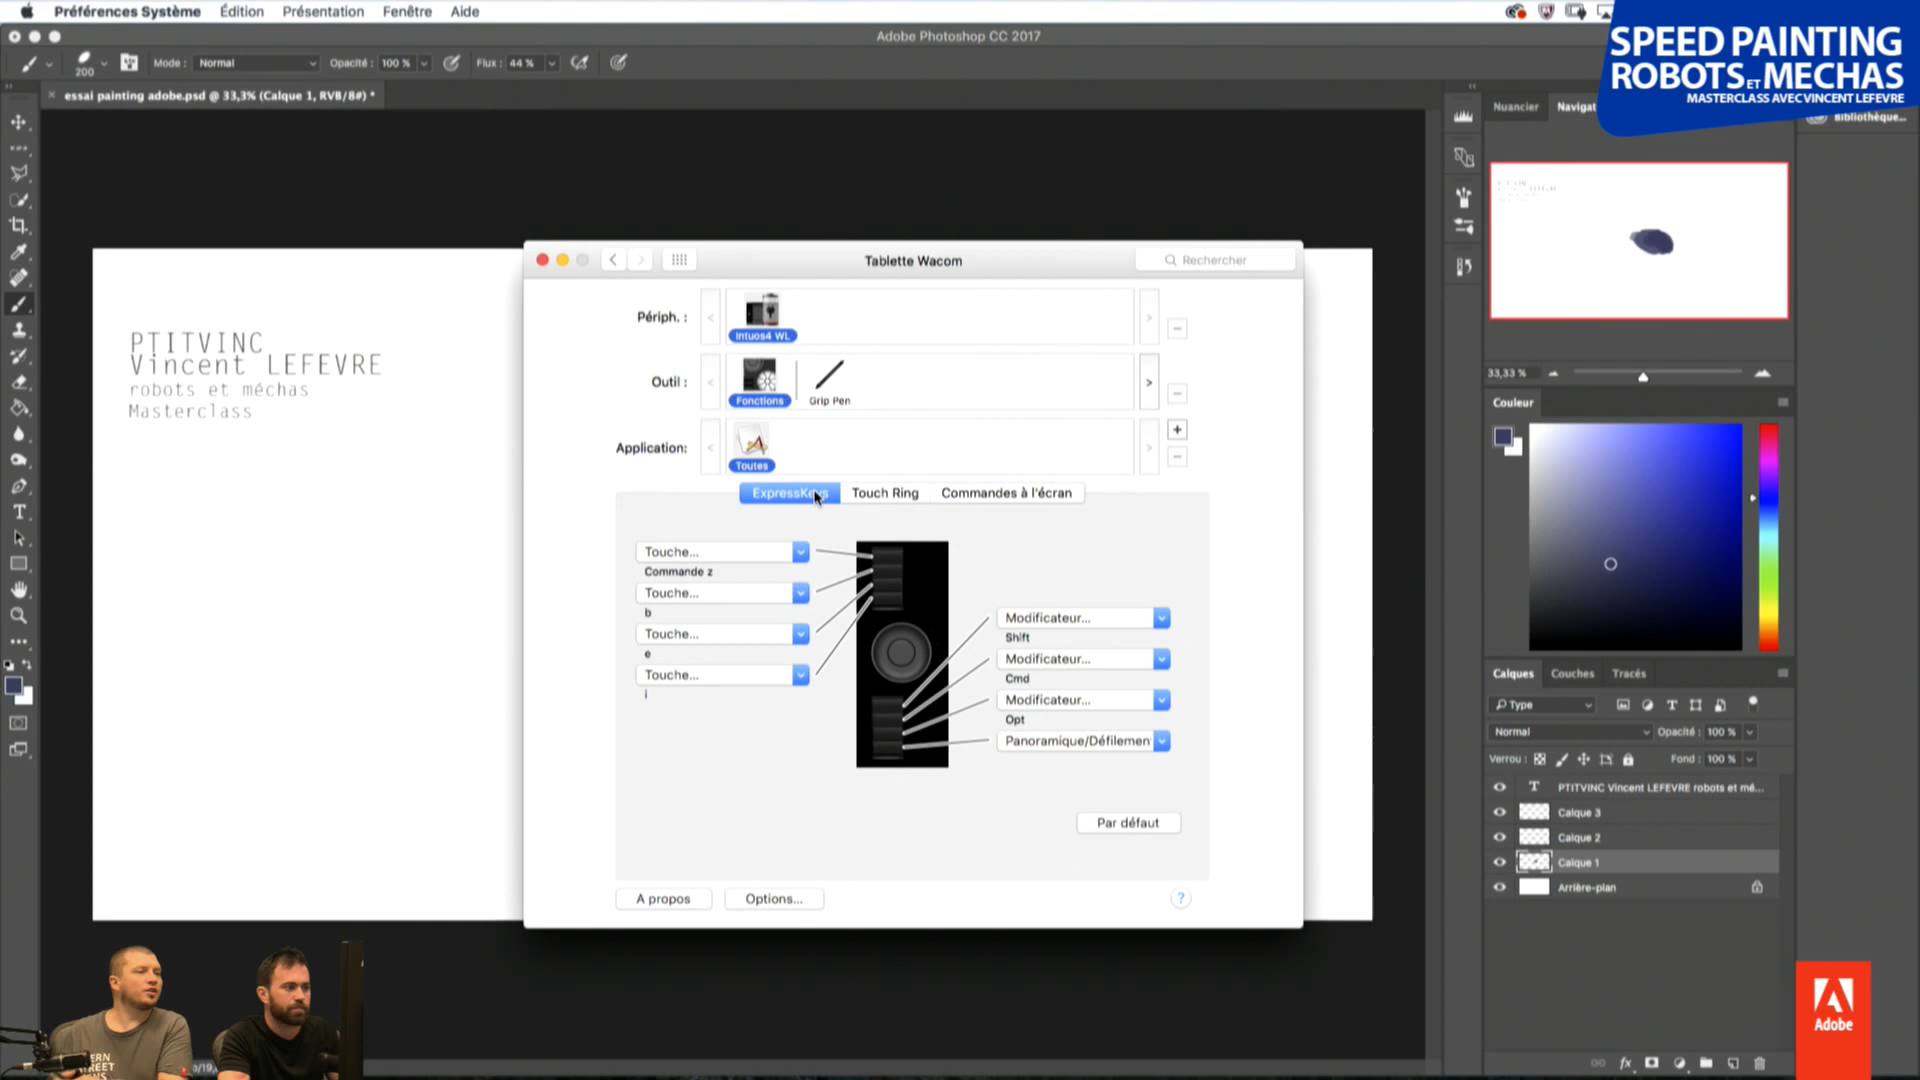 Préférences Système Édition Présentation Fenêtre Aide
Adobe Photoshop CC 2017
200 Mode : Normal Opacité : 100 % Flux : 44 %
essai painting adobe.psd @ 33,3% (Calque 1, RVB/8#) *
SPEED PAINTING
ROBOTS ET MECHAS
MASTERCLASS AVEC VINCENT LEFEVRE
Nuancier Navigat
Bibliothèque...
PTITVINC
Vincent LEFEVRE
robots et méchas
Masterclass
Tablette Wacom
Rechercher
Périph. :
Intuos4 WL
Outil :
Fonctions
Grip Pen
Application:
Toutes
ExpressKeys Touch Ring Commandes à l'écran
Touche...
Commande z
Touche...
b
Touche...
e
Touche...
i
Modificateur...
Shift
Modificateur...
Cmd
Modificateur...
Opt
Panoramique/Défilemen
Par défaut
A propos
Options...
?
33,33 %
Couleur
Calques Couches Tracés
Type
Normal Opacité : 100 %
Verrou : Fond : 100 %
PTITVINC Vincent LEFEVRE robots et mé...
Calque 3
Calque 2
Calque 1
Arrière-plan
fx
Adobe